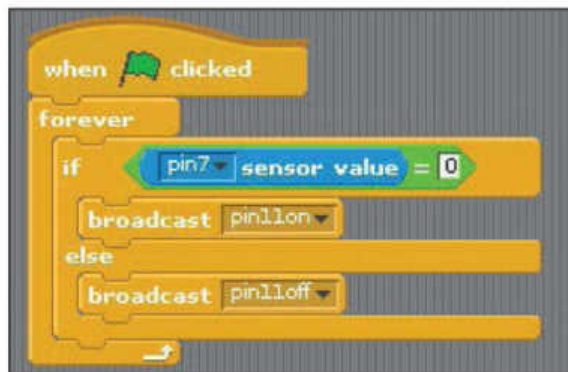 when clicked
forever
if pin7 sensor value = 0
broadcast pin11on
else
broadcast pin11off